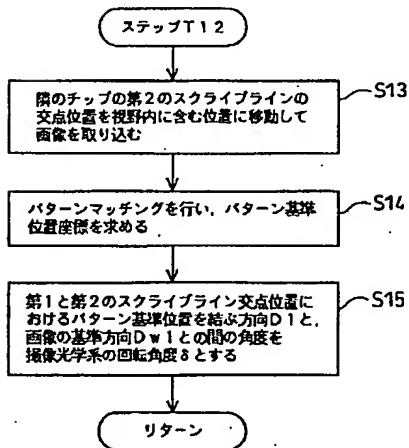 ステップT12
隣のチップの第2のスクライブラインの
交点位置を視野内に含む位置に移動して
画像を取り込む
S13
パターンマッチングを行い,パターン基準
位置座標を求める
S14
第1と第2のスクライブライン交点位置に
おけるパターン基準位置を結ぶ方向D1と,
画像の基準方向Dw1との間の角度を
撮像光学系の回転角度δとする
S15
リターン